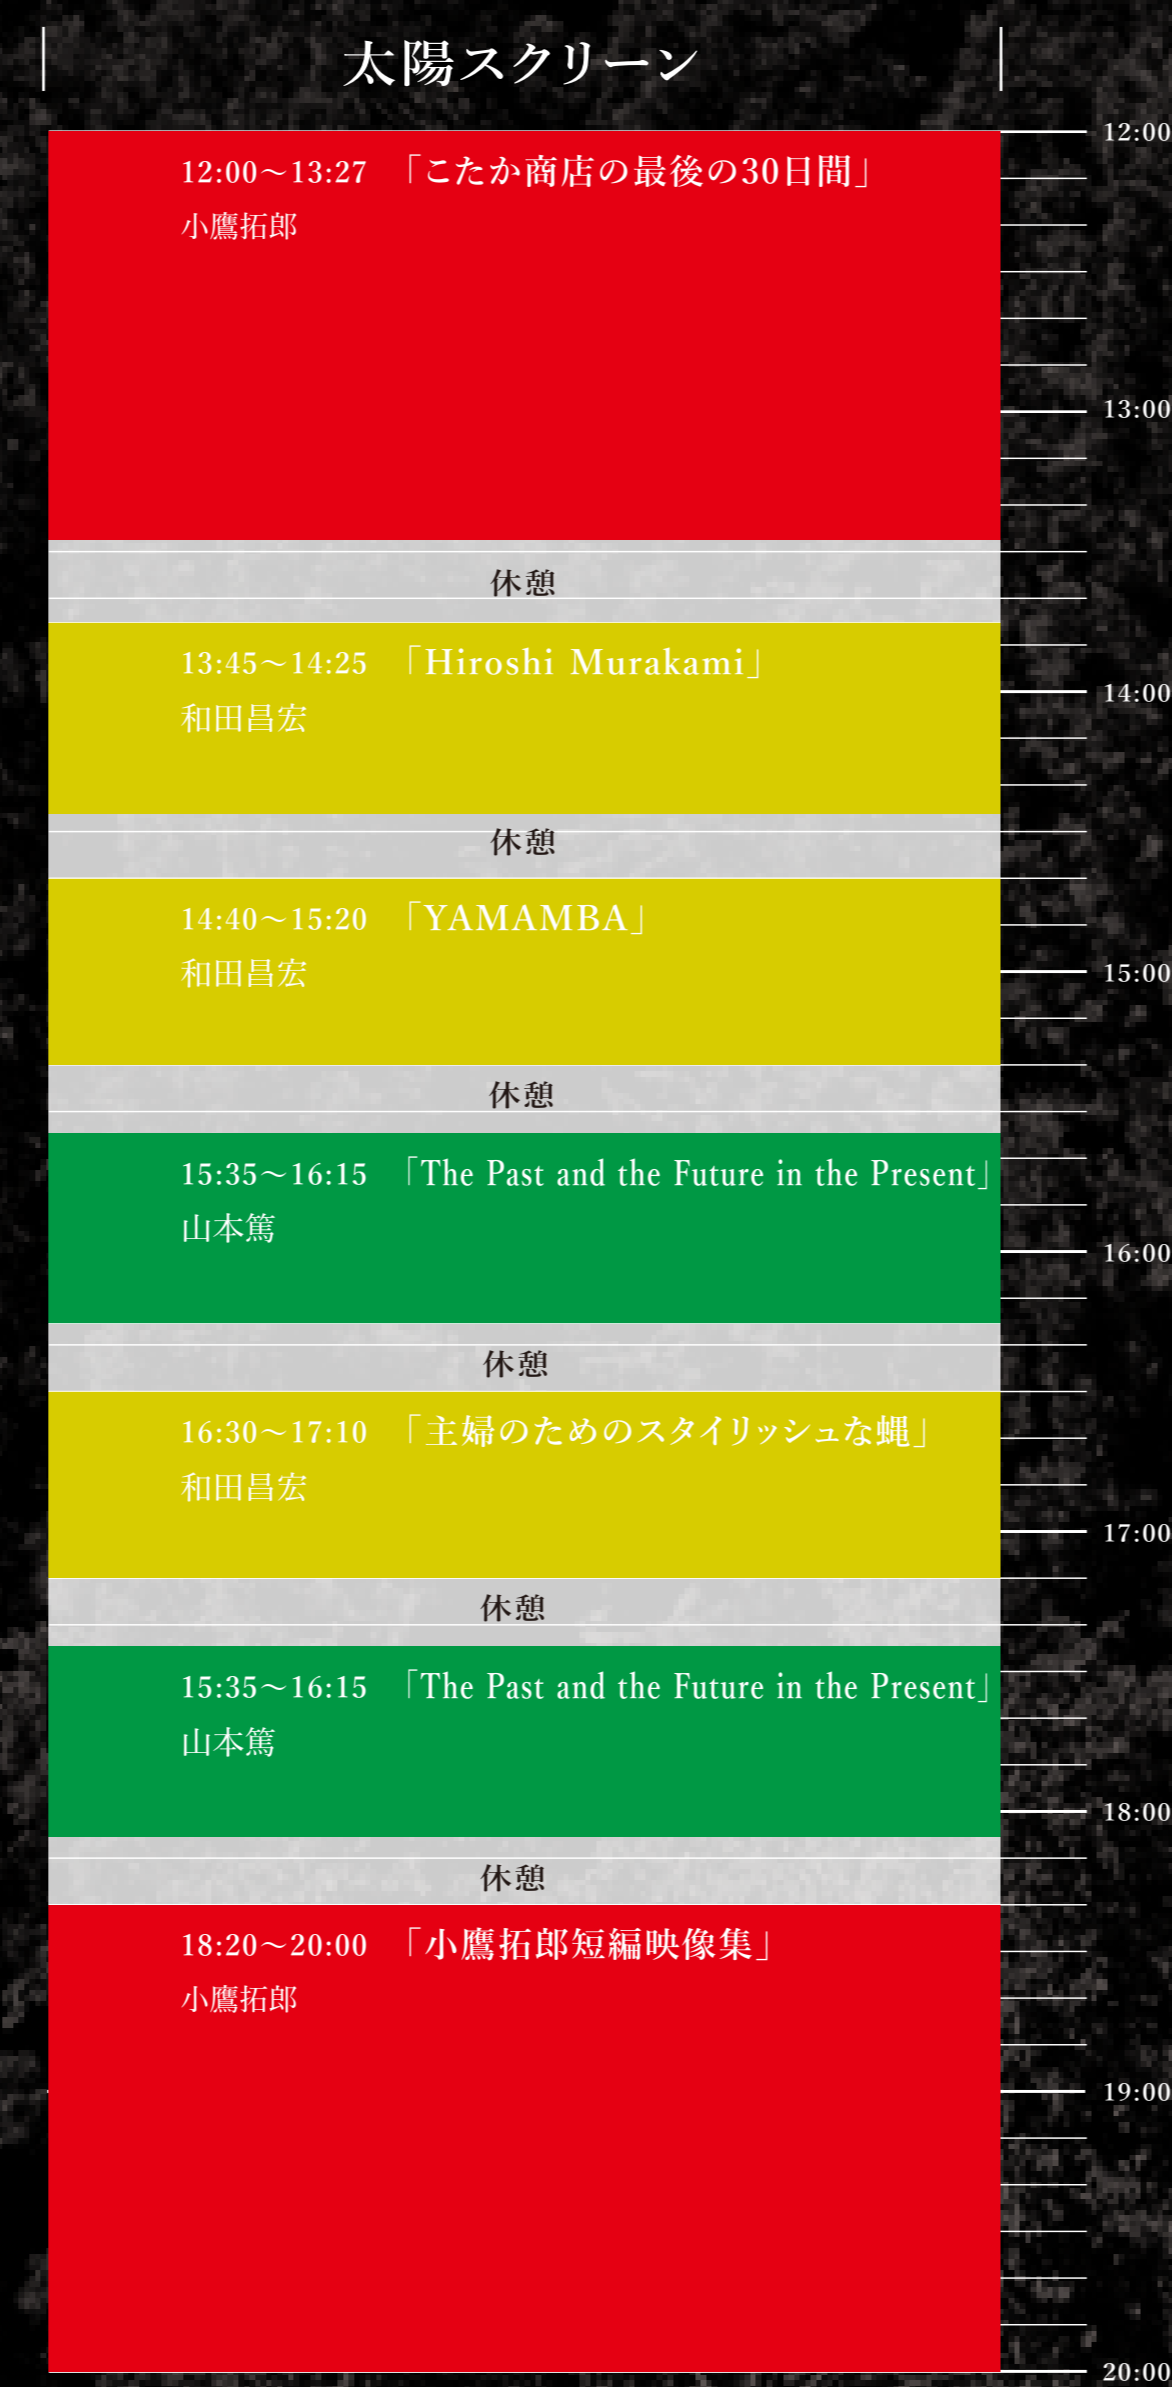 太陽スクリーン
12:00
12:00〜13:27 「こたか商店の最後の30日間」
小鷹拓郎
13:00
休憩
13:45〜14:25 「Hiroshi Murakami」
14:00
和田昌宏
休憩
14:40〜15:20 「YAMAMBA」
和田昌宏
15:00
休憩
15:35〜16:15 「The Past and the Future in the Present」
山本篤
16:00
休憩
16:30〜17:10 「主婦のためのスタイリッシュな蝿」
和田昌宏
17:00
休憩
15:35〜16:15 「The Past and the Future in the Present」
山本篤
18:00
休憩
18:20〜20:00 「小鷹拓郎短編映像集」
小鷹拓郎
19:00
20:00